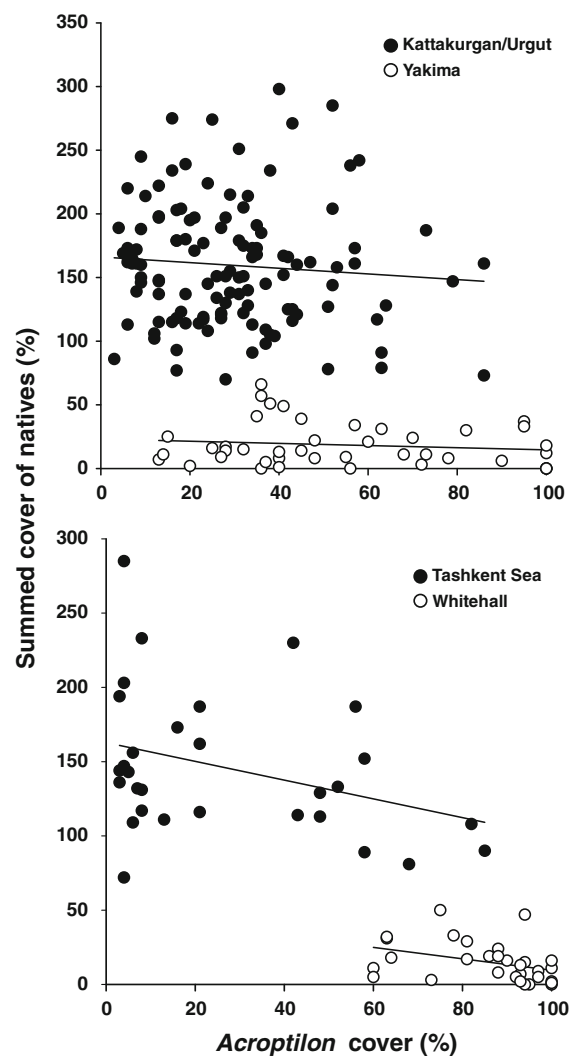 350
300
250
200
150
100
50
0
0 20 40 60 80 100
Kattakurgan/Urgut
Yakima
Summed cover of natives (%)
300
250
200
150
100
50
0
0 20 40 60 80 100
Tashkent Sea
Whitehall
Acroptilon cover (%)